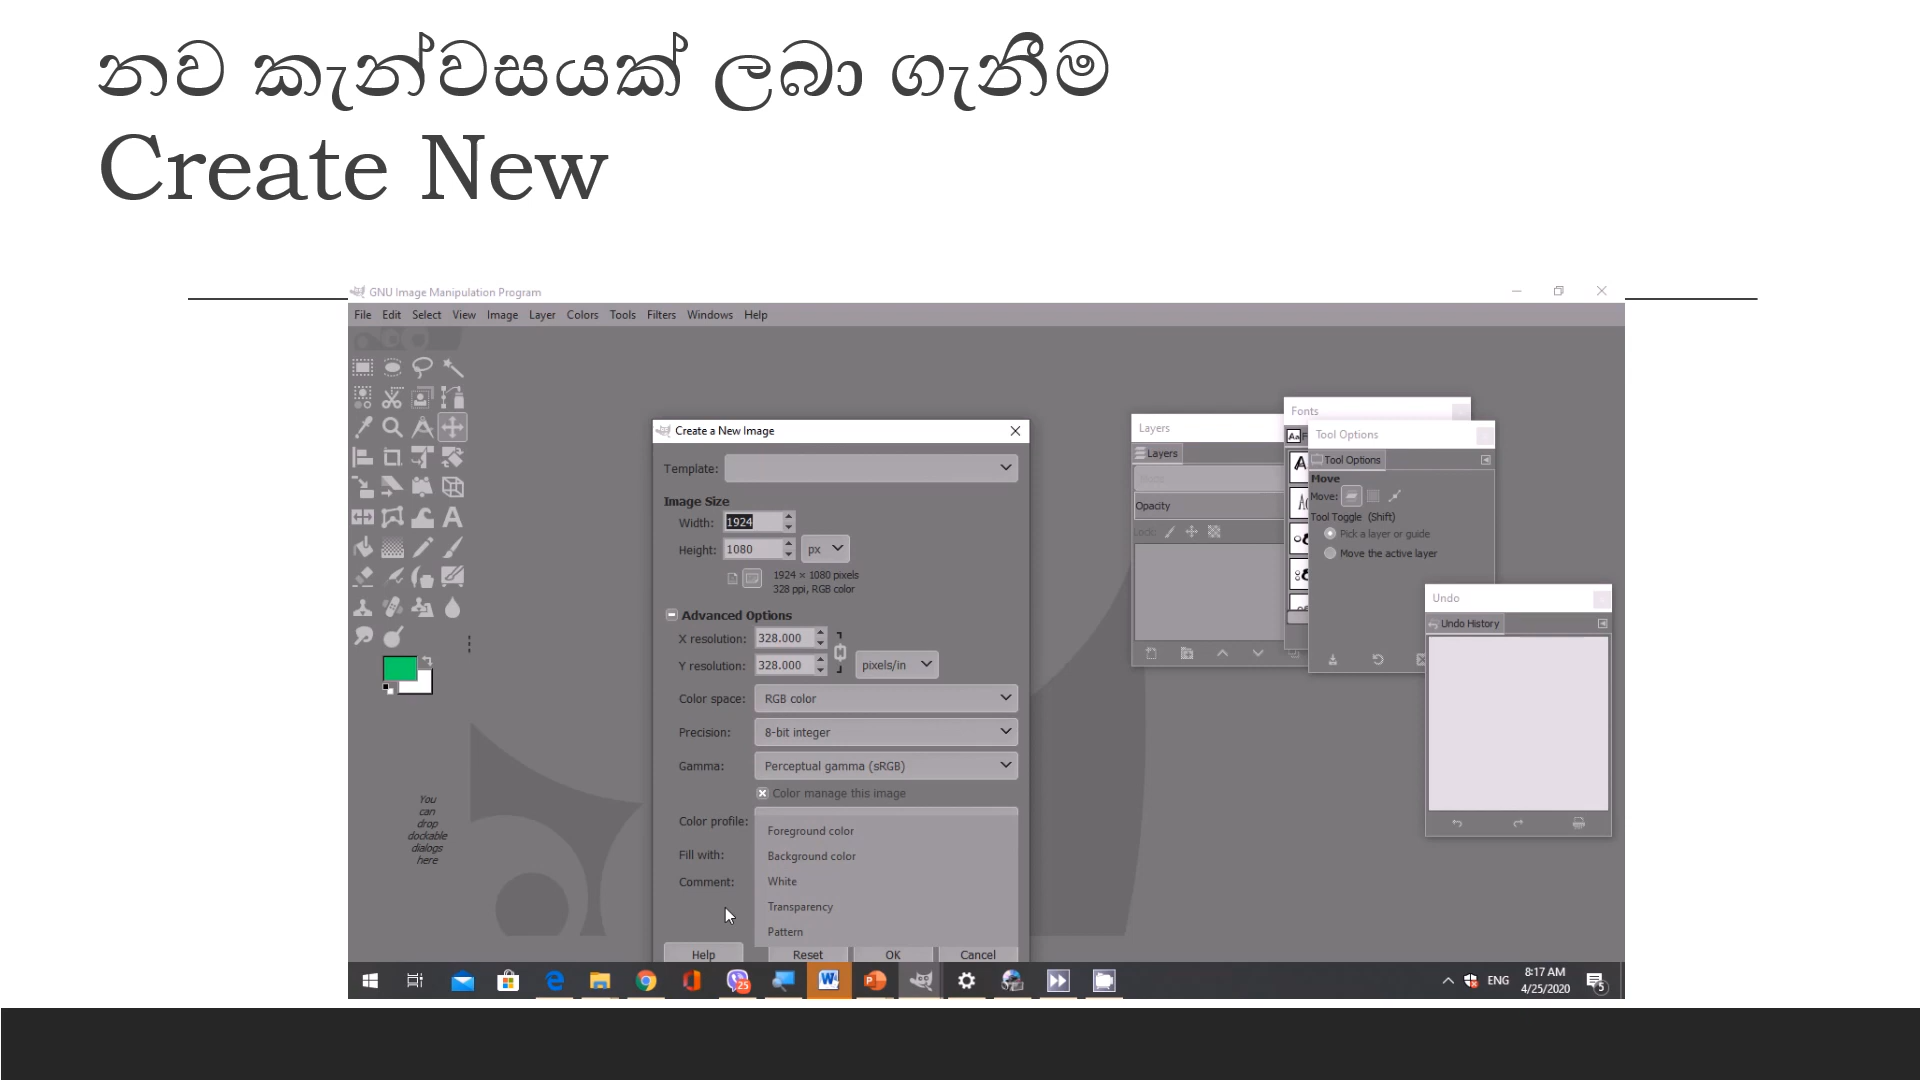 නව කැන්වසයක් ලබා ගැනීම
Create New
GNU Image Manipulation Program
File Edit Select View Image Layer Colors Tools Filters Windows Help
Create a New Image
Template:
Image Size
Width: 1924
Height: 1080 px
1924 × 1080 pixels
328 ppi, RGB color
Advanced Options
X resolution: 328.000
Y resolution: 328.000 pixels/in
Color space: RGB color
Precision: 8-bit integer
Gamma: Perceptual gamma (sRGB)
Color manage this image
Color profile:
Fill with:
Comment:
Foreground color
Background color
White
Transparency
Pattern
Help Reset OK Cancel
You
can
drop
dockable
dialogs
here
Layers
Layers
Opacity
Lock:
Fonts
Tool Options
Tool Options
Move
Move:
Tool Toggle (Shift)
Pick a layer or guide
Move the active layer
Undo
Undo History
25
ENG
8:17 AM
4/25/2020
5